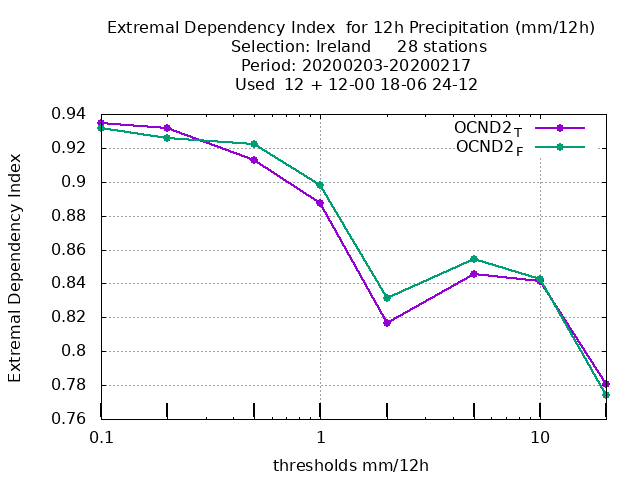 Extremal Dependency Index  for 12h Precipitation (mm/12h)
Selection: Ireland     28 stations
Period: 20200203-20200217
Used  12 + 12-00 18-06 24-12
OCND2T
OCND2F
0.94
0.92
0.9
0.88
0.86
0.84
0.82
0.8
0.78
0.76
Extremal Dependency Index
0.1 1 10
thresholds mm/12h